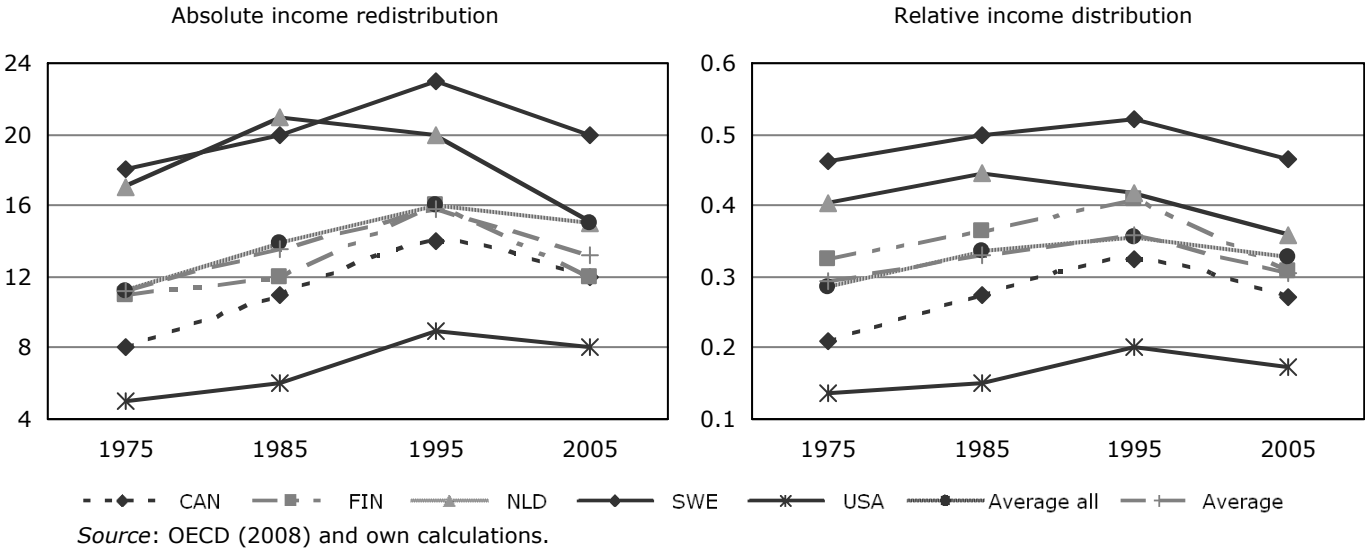 Absolute income redistribution
Relative income distribution
24
20
16
12
8
4
1975 1985 1995 2005
0.6
0.5
0.4
0.3
0.2
0.1
1975 1985 1995 2005
CAN FIN NLD SWE USA Average all Average
Source: OECD (2008) and own calculations.